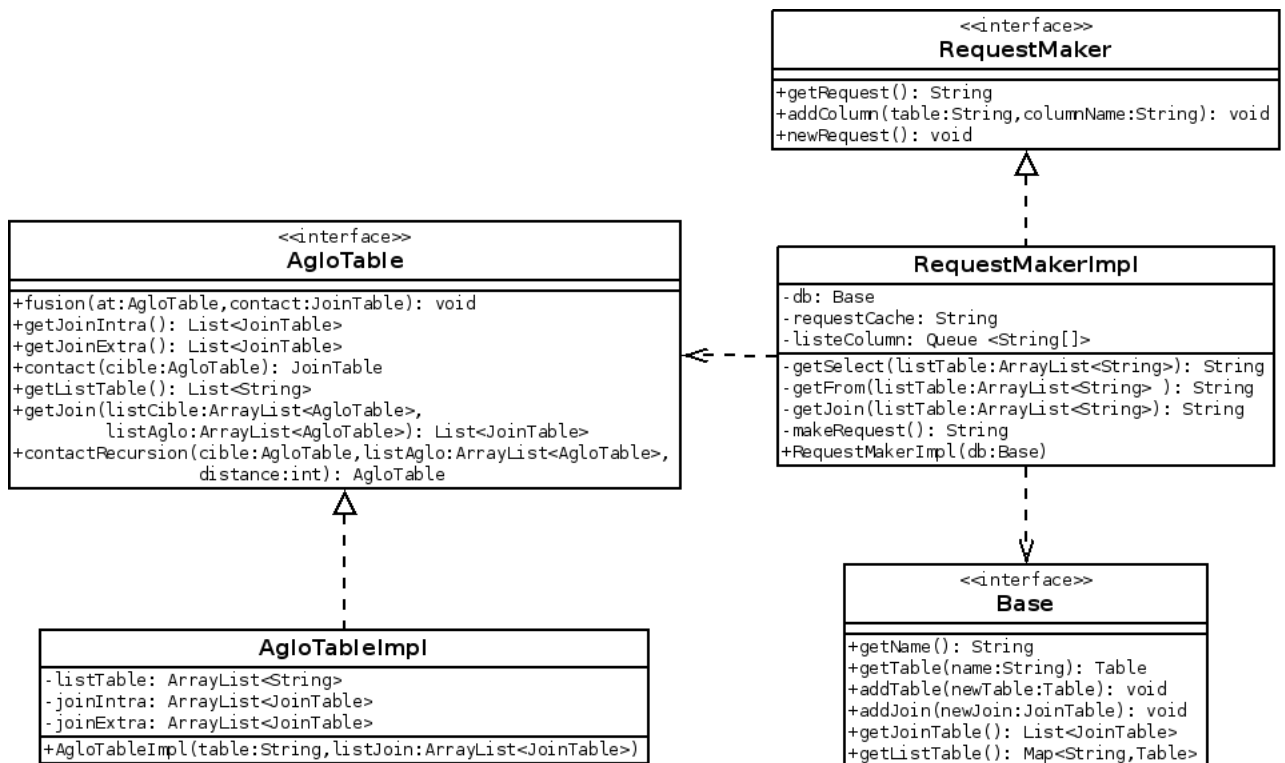 <<interface>>
RequestMaker
+getRequest(): String
+addColumn(table:String,columnName:String): void
+newRequest(): void
<<interface>>
AgloTable
+fusion(at:AgloTable,contact:JoinTable): void
+getJoinIntra(): List<JoinTable>
+getJoinExtra(): List<JoinTable>
+contact(cible:AgloTable): JoinTable
+getListTable(): List<String>
+getJoin(listCible:ArrayList<AgloTable>,
listAglo:ArrayList<AgloTable>): List<JoinTable>
+contactRecursion(cible:AgloTable,listAglo:ArrayList<AgloTable>,
distance:int): AgloTable
RequestMakerImpl
-db: Base
-requestCache: String
-listeColumn: Queue <String[]>
-getSelect(listTable:ArrayList<String>): String
-getFrom(listTable:ArrayList<String> ): String
-getJoin(listTable:ArrayList<String>): String
-makeRequest(): String
+RequestMakerImpl(db:Base)
AgloTableImpl
-listTable: ArrayList<String>
-joinIntra: ArrayList<JoinTable>
-joinExtra: ArrayList<JoinTable>
+AgloTableImpl(table:String,listJoin:ArrayList<JoinTable>)
<<interface>>
Base
+getName(): String
+getTable(name:String): Table
+addTable(newTable:Table): void
+addJoin(newJoin:JoinTable): void
+getJoinTable(): List<JoinTable>
+getListTable(): Map<String,Table>